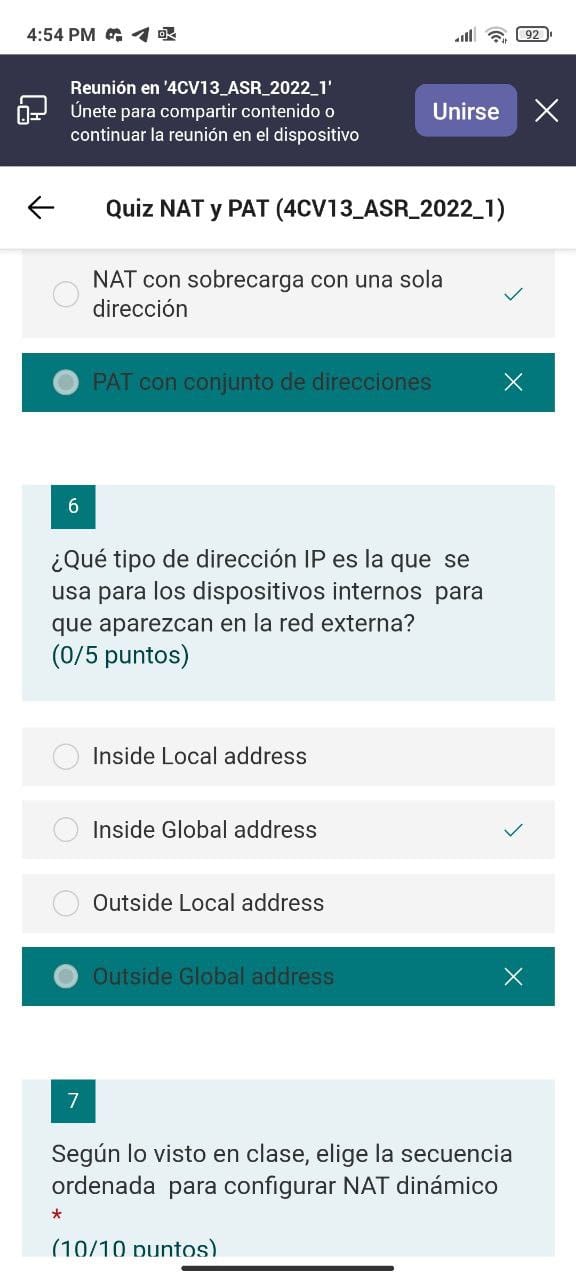 4:54 PM
92
Reunión en '4CV13_ASR_2022_1'
Únete para compartir contenido o
continuar la reunión en el dispositivo
Unirse
Quiz NAT y PAT (4CV13_ASR_2022_1)
NAT con sobrecarga con una sola
dirección
PAT con conjunto de direcciones
6
¿Qué tipo de dirección IP es la que se
usa para los dispositivos internos para
que aparezcan en la red externa?
(0/5 puntos)
Inside Local address
Inside Global address
Outside Local address
Outside Global address
7
Según lo visto en clase, elige la secuencia
ordenada para configurar NAT dinámico
*
(10/10 puntos)